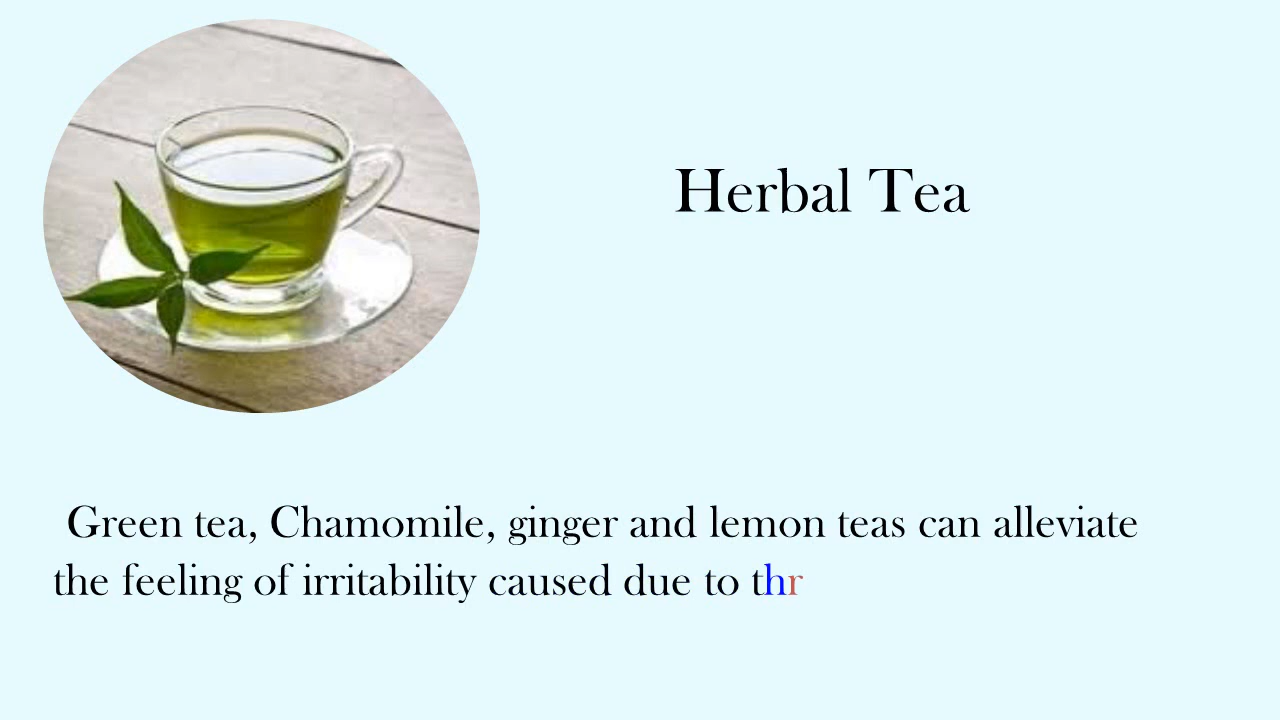 Herbal Tea
Green tea, Chamomile, ginger and lemon teas can alleviate
the feeling of irritability caused due to thr